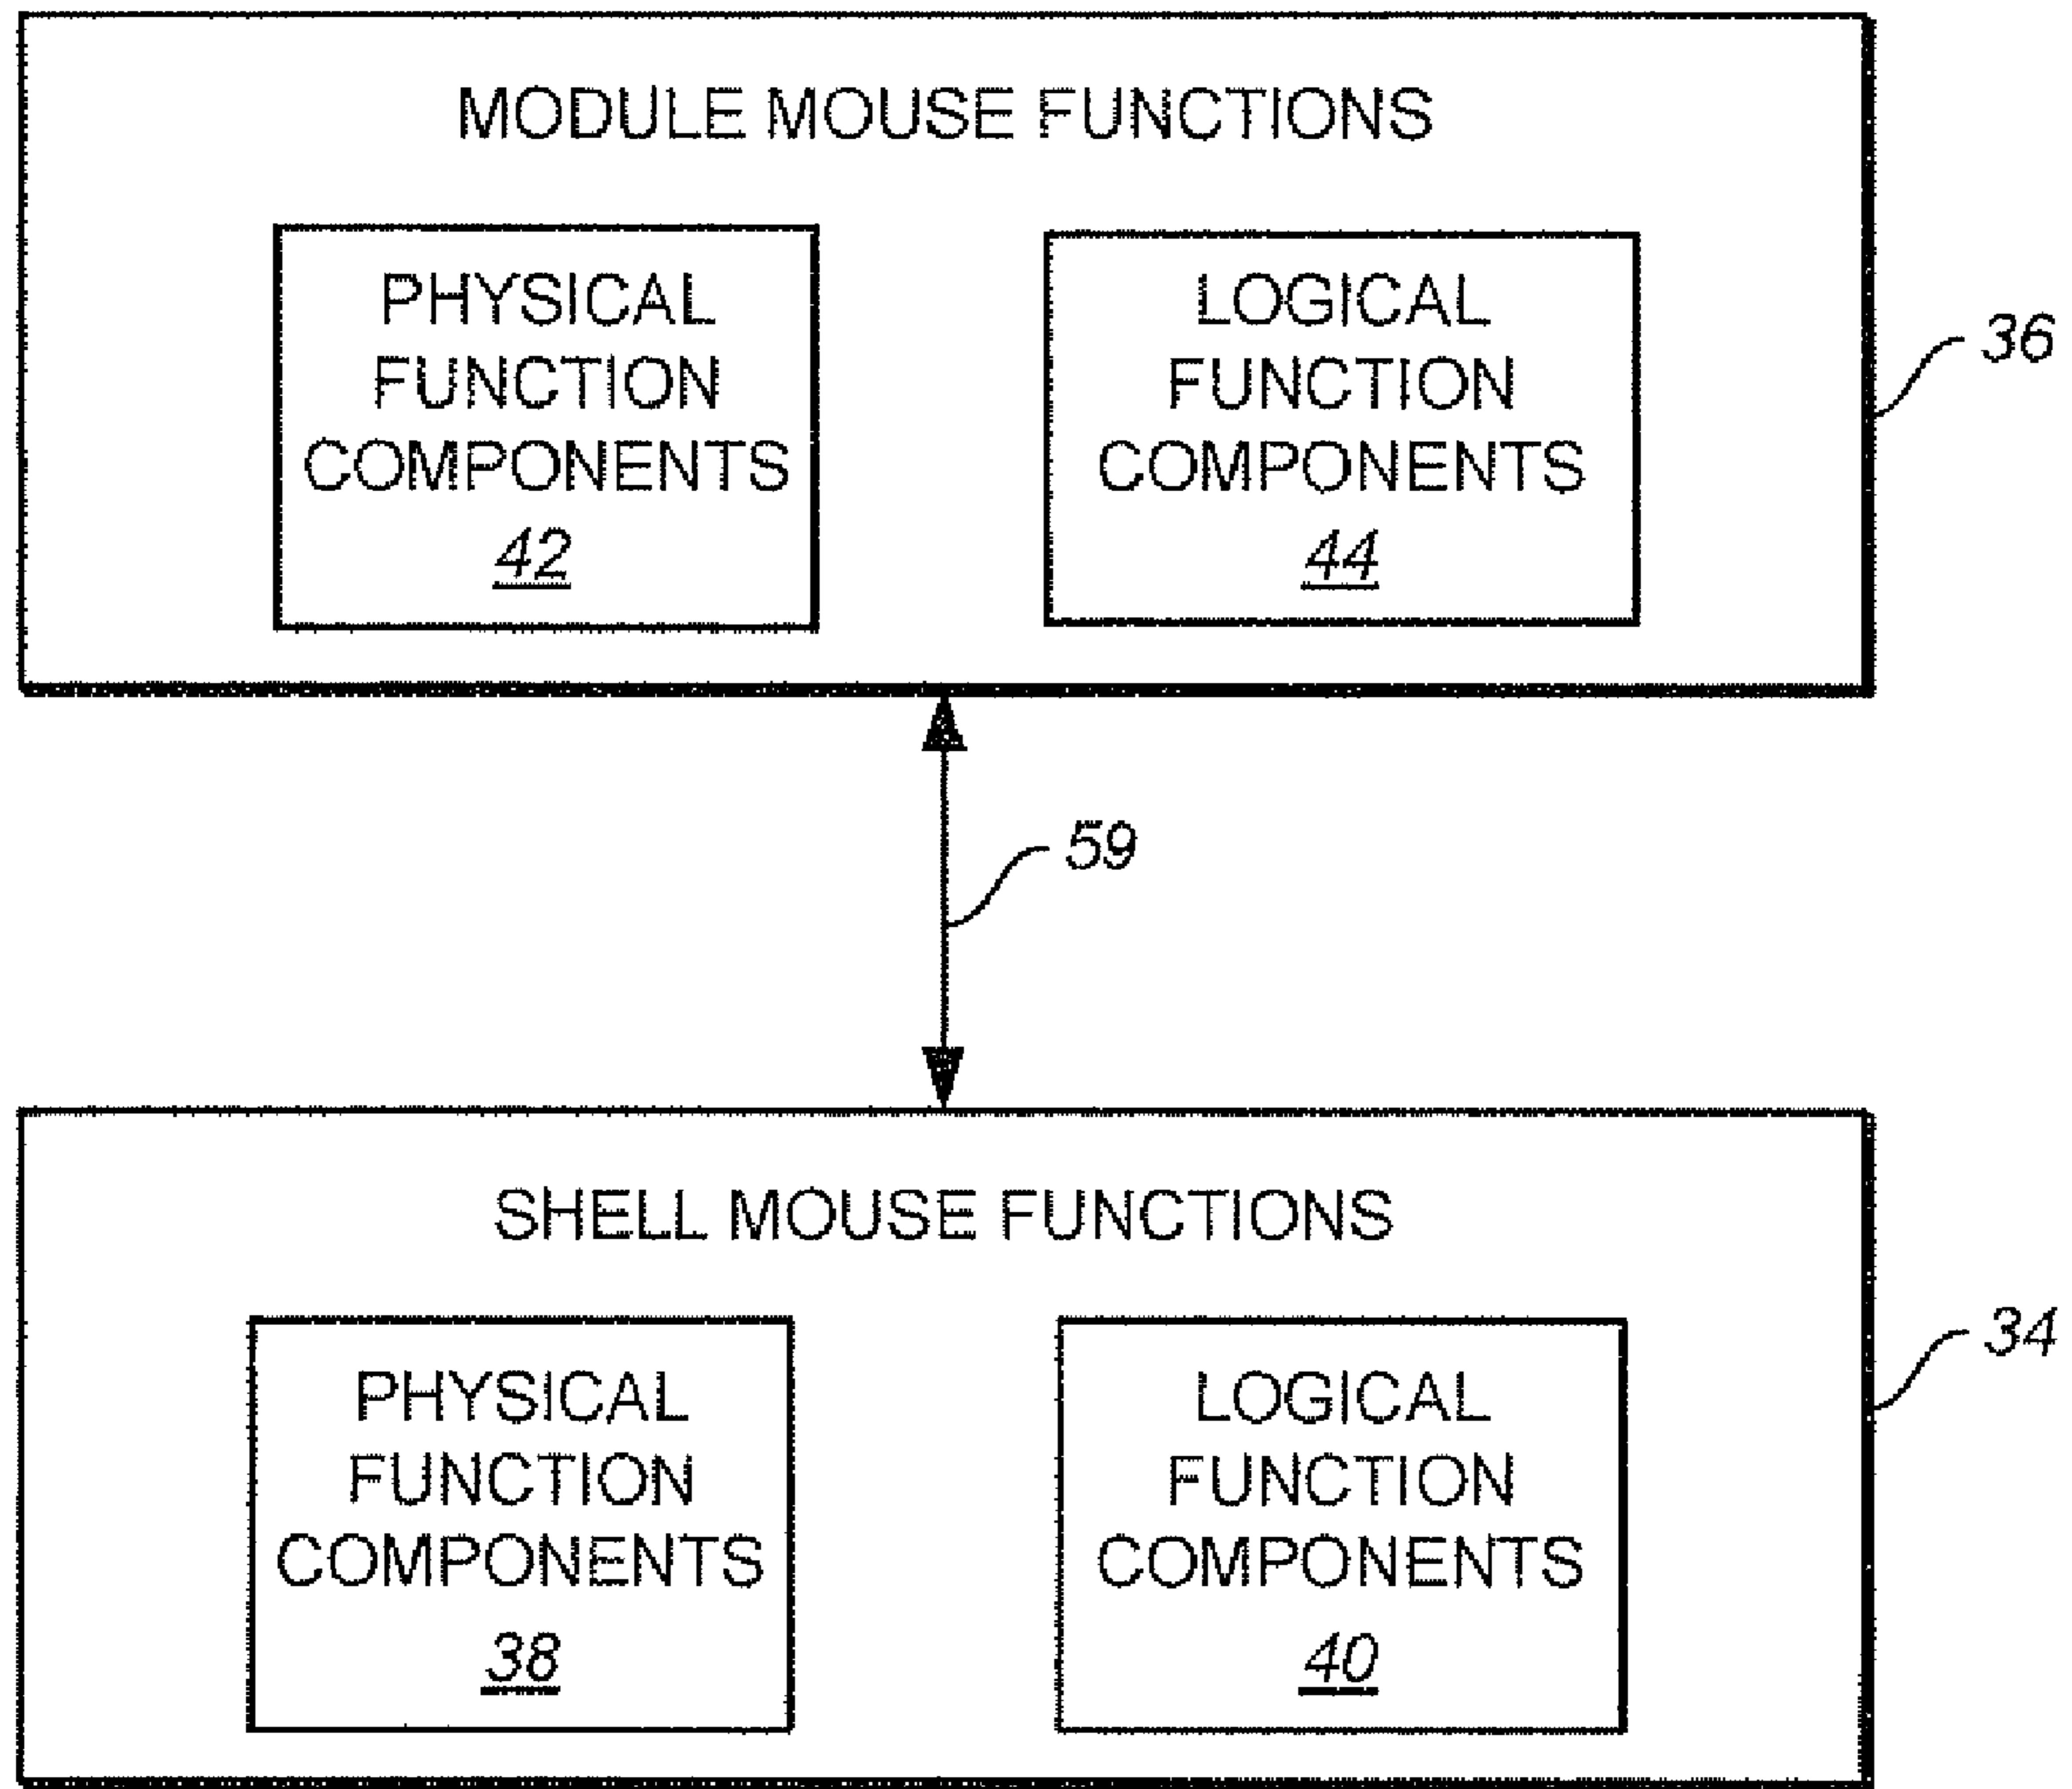 MODULE MOUSE FUNCTIONS
PHYSICAL
FUNCTION
COMPONENTS
42
LOGICAL
FUNCTION
COMPONENTS
44
36
59
SHELL MOUSE FUNCTIONS
PHYSICAL
FUNCTION
COMPONENTS
38
LOGICAL
FUNCTION
COMPONENTS
40
34